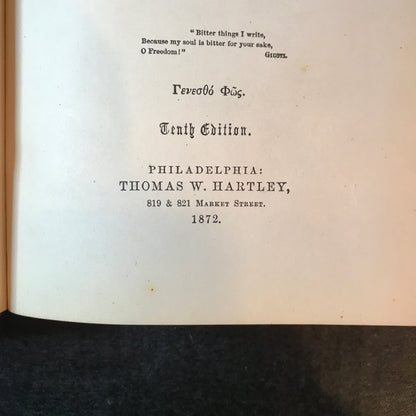 "Bitter things I write,
Because my soul is bitter for your sake,
O Freedom!" GIUSTI.
Γενεσθό Φῶς.
Tenth Edition.
PHILADELPHIA:
THOMAS W. HARTLEY,
819 & 821 MARKET STREET.
1872.